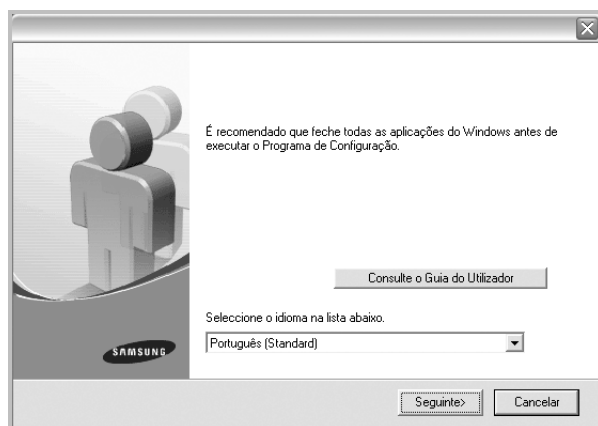 É recomendado que feche todas as aplicações do Windows antes de
executar o Programa de Configuração.
Consulte o Guia do Utilizador
Seleccione o idioma na lista abaixo.
Português (Standard)
SAMSUNG
Seguinte>
Cancelar